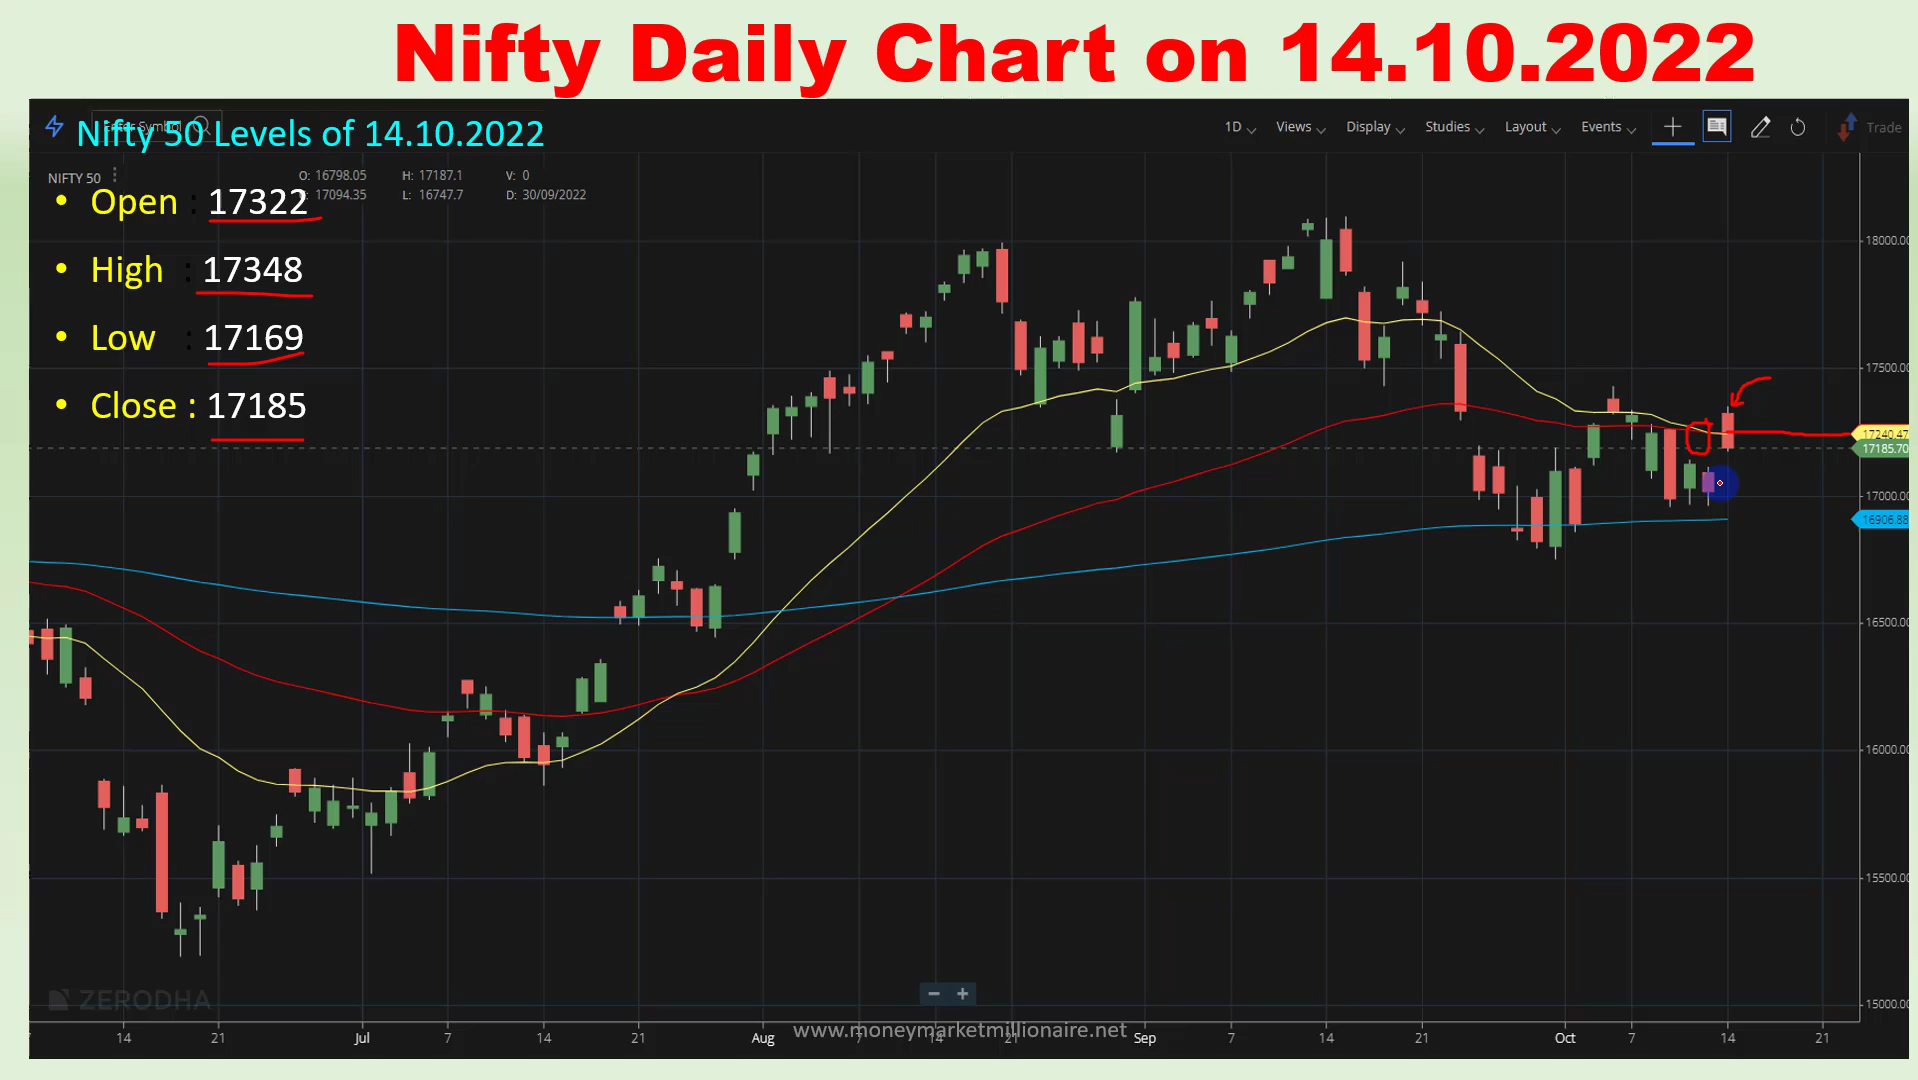 Nifty Daily Chart on 14.10.2022
Nifty 50 Levels of 14.10.2022
1D Views Display Studies Layout Events Trade
NIFTY 50
O: 16798.05 H: 17187.1 V: 0
17094.35 L: 16747.7 D: 30/09/2022
• Open : 17322
• High : 17348
• Low : 17169
• Close : 17185
18000.00
17500.00
17240.47
17185.70
17000.00
16906.88
16500.00
16000.00
15500.00
15000.00
ZERODHA
− +
www.moneymarketmillionaire.net
14 21 Jul 7 14 21 Aug 7 14 21 Sep 7 14 21 Oct 7 14 21